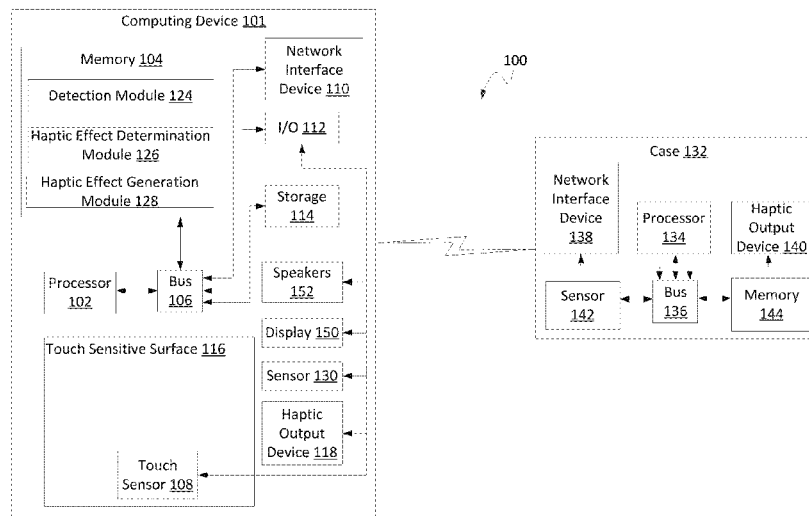 Computing Device 101
Memory 104
Detection Module 124
Haptic Effect Determination
Module 126
Haptic Effect Generation
Module 128
Network
Interface
Device 110
I/O 112
Storage
114
Processor
102
Bus
106
Speakers
152
Display 150
Sensor 130
Haptic
Output
Device 118
Touch Sensitive Surface 116
Touch
Sensor 108
100
Case 132
Network
Interface
Device
138
Processor
134
Haptic
Output
Device 140
Sensor
142
Bus
136
Memory
144